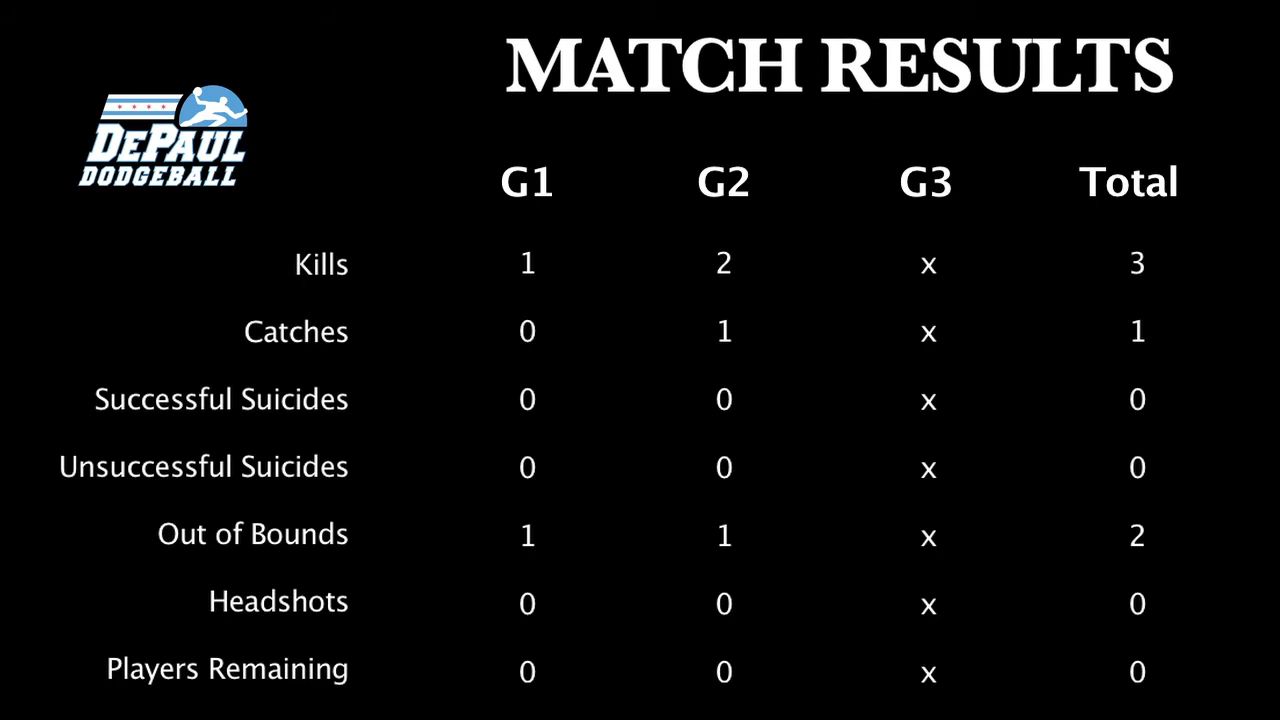 MATCH RESULTS
DEPAUL
DODGEBALL
G1 G2 G3 Total
Kills 1 2 x 3
Catches 0 1 x 1
Successful Suicides 0 0 x 0
Unsuccessful Suicides 0 0 x 0
Out of Bounds 1 1 x 2
Headshots 0 0 x 0
Players Remaining 0 0 x 0